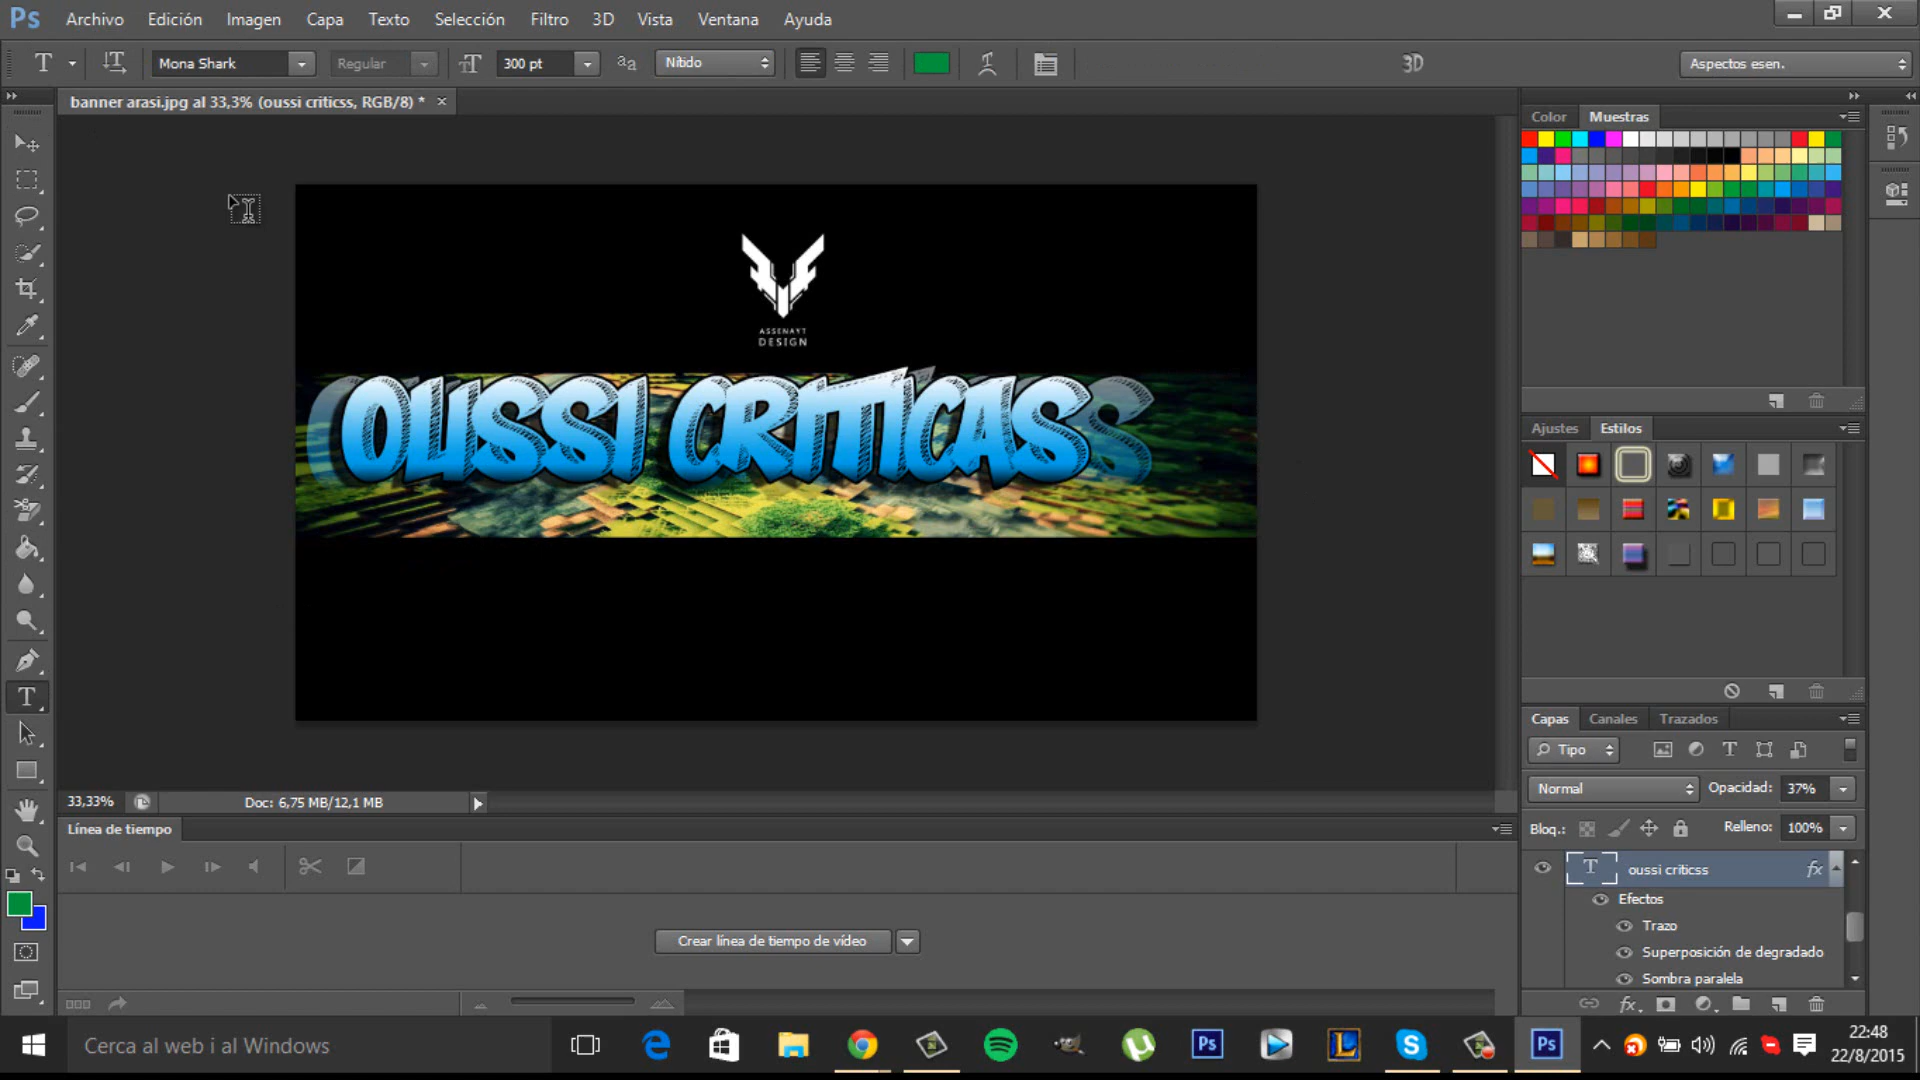 Ps Archivo Edición Imagen Capa Texto Selección Filtro 3D Vista Ventana Ayuda
T Mona Shark Regular 300 pt aa Nítido 3D Aspectos esen.
banner arasi.jpg al 33,3% (oussi criticss, RGB/8) *
Color Muestras
ASSENAYT
DESIGN
OUSSI CRITICAS
Ajustes Estilos
Capas Canales Trazados
Tipo
Normal Opacidad: 37%
Bloq.: Relleno: 100%
oussi criticss fx
Efectos
Trazo
Superposición de degradado
Sombra paralela
33,33% Doc: 6,75 MB/12,1 MB
Línea de tiempo
Crear línea de tiempo de vídeo
Cerca al web i al Windows
22:48
22/8/2015